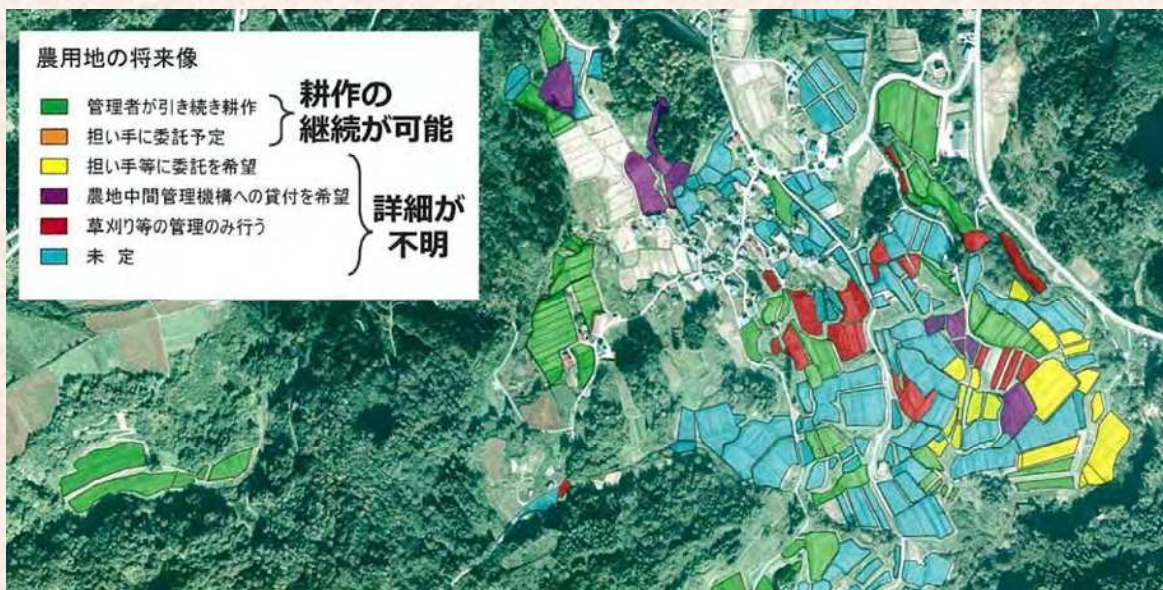 農用地の将来像
管理者が引き続き耕作
担い手に委託予定
耕作の
継続が可能
担い手等に委託を希望
農地中間管理機構への貸付を希望
草刈り等の管理のみ行う
未 定
詳細が
不明